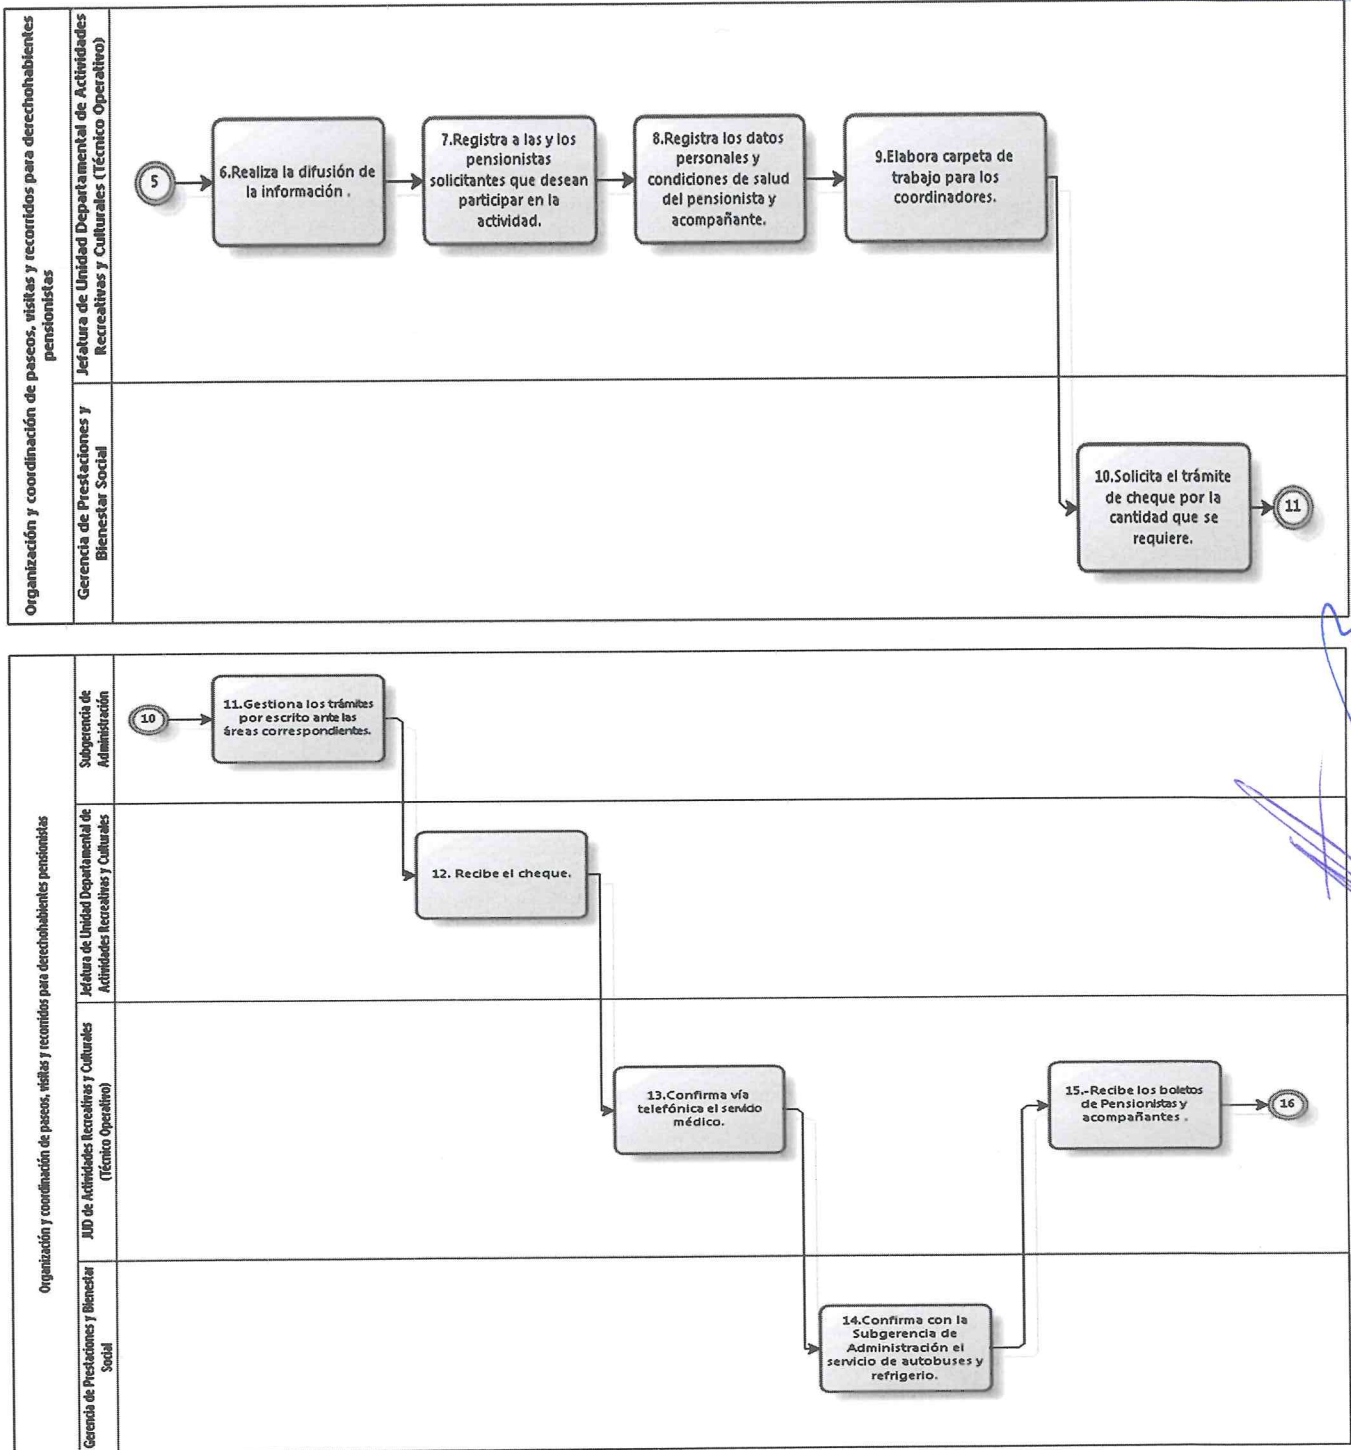 Organización y coordinación de paseos, visitas y recorridos para derechohabientes
pensionistas
Jefatura de Unidad Departamental de Actividades
Recreativas y Culturales (Técnico Operativo)
5
6.Realiza la difusión de
la información .
7.Registra a las y los
pensionistas
solicitantes que desean
participar en la
actividad.
8.Registra los datos
personales y
condiciones de salud
del pensionista y
acompañante.
9.Elabora carpeta de
trabajo para los
coordinadores.
Gerencia de Prestaciones y
Bienestar Social
10.Solicita el trámite
de cheque por la
cantidad que se
requiere.
11
Organización y coordinación de paseos, visitas y recorridos para derechohabientes pensionistas
Subgerencia de
Administración
10
11.Gestiona los trámites
por escrito ante las
áreas correspondientes.
Jefatura de Unidad Departamental de
Actividades Recreativas y Culturales
12. Recibe el cheque.
JUD de Actividades Recreativas y Culturales
(Técnico Operativo)
13.Confirma vía
telefónica el servicio
médico.
15.-Recibe los boletos
de Pensionistas y
acompañantes .
16
Gerencia de Prestaciones y Bienestar
Social
14.Confirma con la
Subgerencia de
Administración el
servicio de autobuses y
refrigerio.